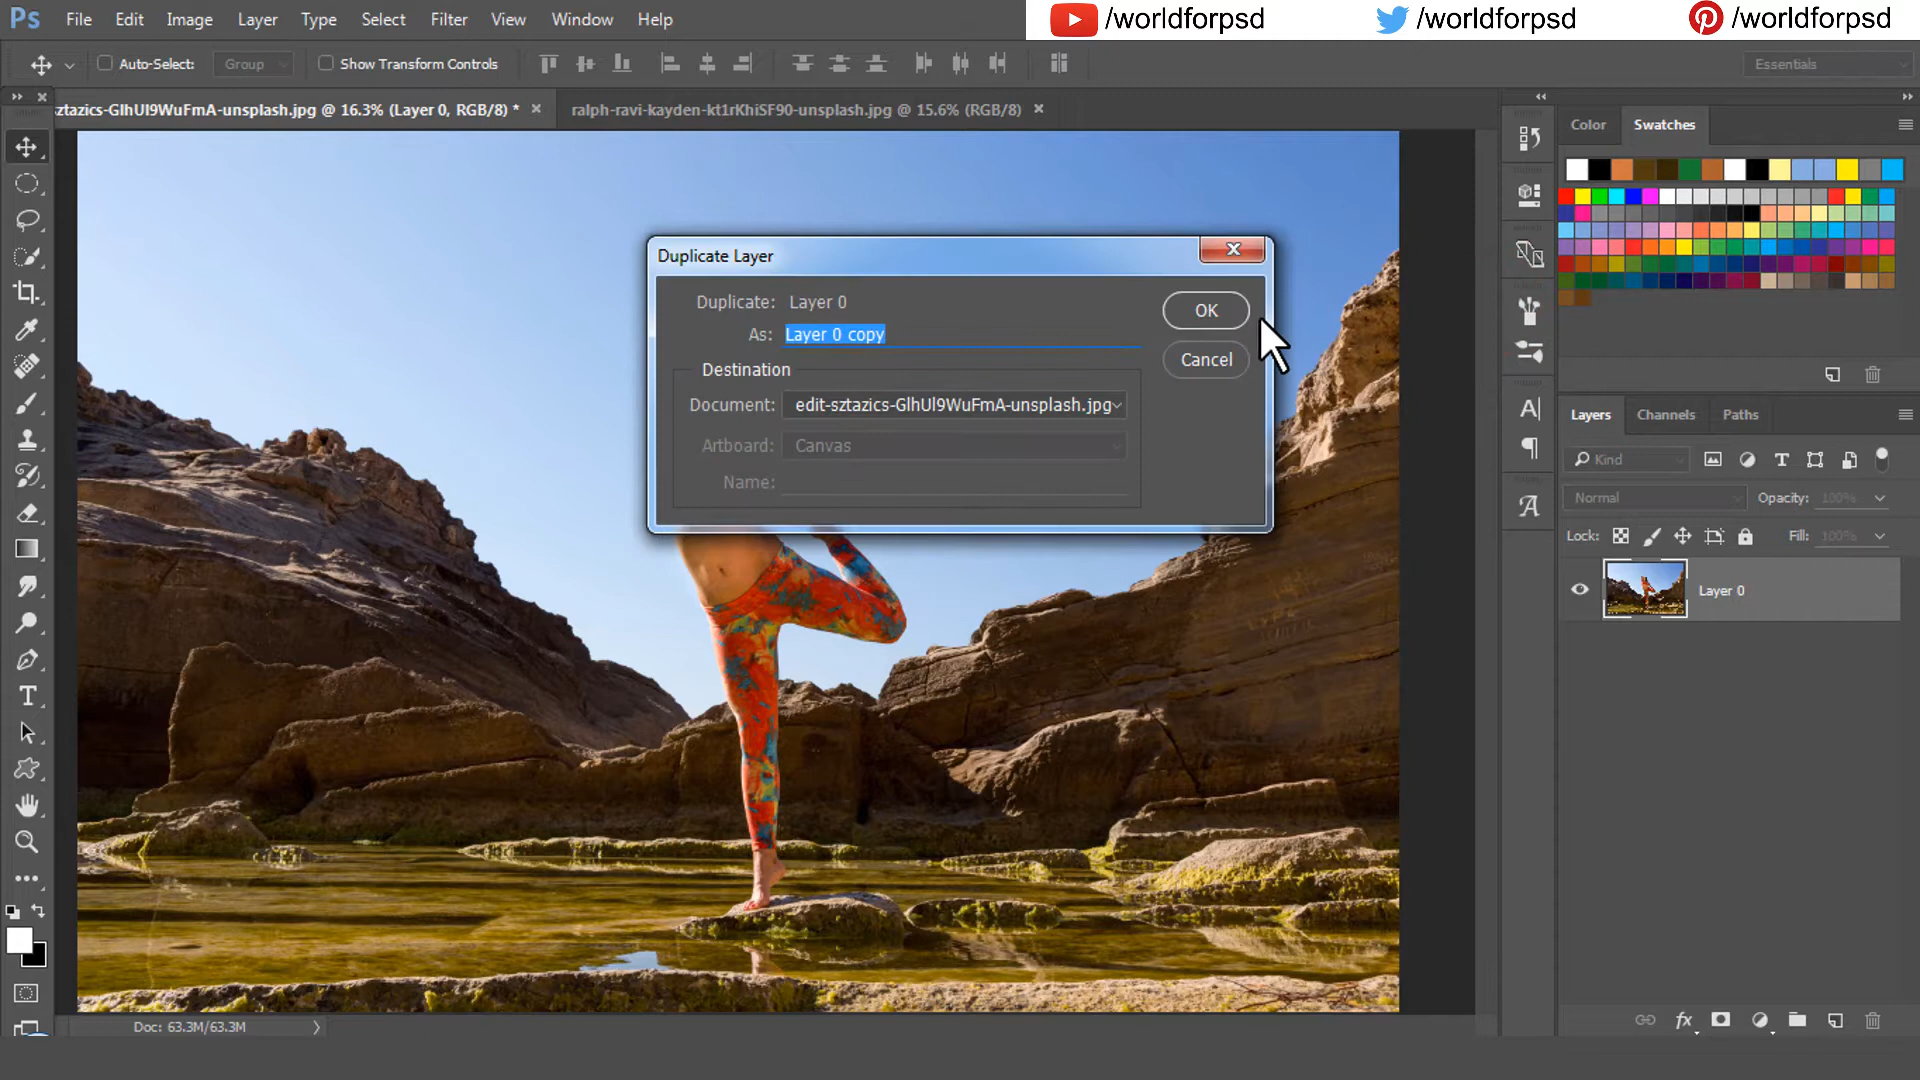 Ps File Edit Image Layer Type Select Filter View Window Help
/worldforpsd /worldforpsd /worldforpsd
Auto-Select: Group Show Transform Controls Essentials
sztazics-GlhUl9WuFmA-unsplash.jpg @ 16.3% (Layer 0, RGB/8) * ralph-ravi-kayden-kt1rKhiSF90-unsplash.jpg @ 15.6% (RGB/8)
Color Swatches
Duplicate Layer
Duplicate: Layer 0
As: Layer 0 copy
OK
Cancel
Destination
Document: edit-sztazics-GlhUl9WuFmA-unsplash.jpg
Artboard: Canvas
Name:
Layers Channels Paths
Kind
Normal Opacity: 100%
Lock: Fill: 100%
Layer 0
fx
Doc: 63.3M/63.3M